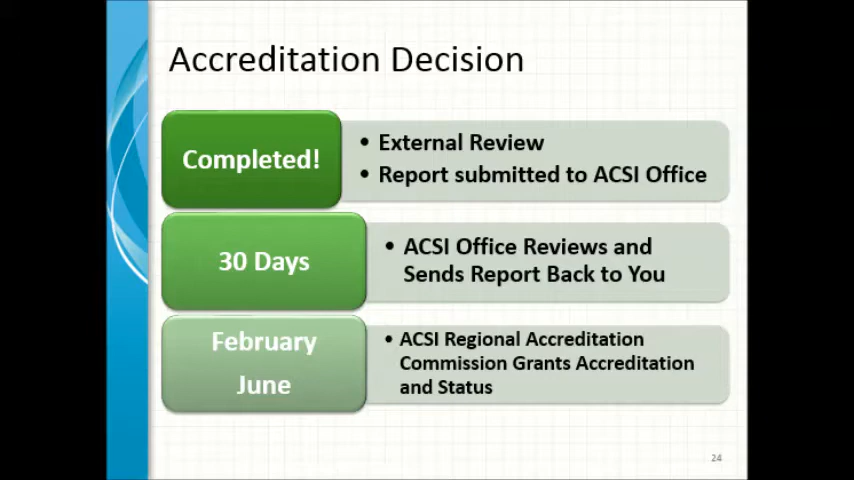 Accreditation Decision
Completed!
• External Review
• Report submitted to ACSI Office
30 Days
• ACSI Office Reviews and
Sends Report Back to You
February
June
• ACSI Regional Accreditation
Commission Grants Accreditation
and Status
24